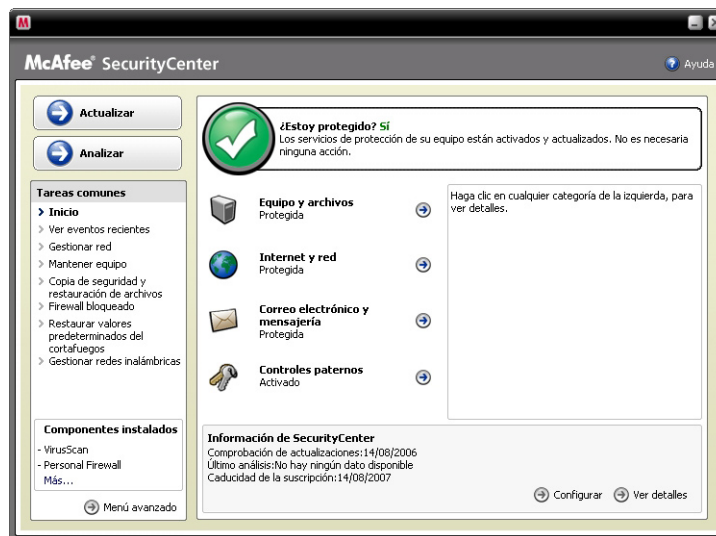 McAfee® SecurityCenter
Ayuda
Actualizar
Analizar
Tareas comunes
Inicio
Ver eventos recientes
Gestionar red
Mantener equipo
Copia de seguridad y
restauración de archivos
Firewall bloqueado
Restaurar valores
predeterminados del
cortafuegos
Gestionar redes inalámbricas
Componentes instalados
- VirusScan
- Personal Firewall
Más...
Menú avanzado
¿Estoy protegido? Sí
Los servicios de protección de su equipo están activados y actualizados. No es necesaria
ninguna acción.
Equipo y archivos
Protegida
Internet y red
Protegida
Correo electrónico y
mensajería
Protegida
Controles paternos
Activado
Haga clic en cualquier categoría de la izquierda, para
ver detalles.
Información de SecurityCenter
Comprobación de actualizaciones:14/08/2006
Último análisis:No hay ningún dato disponible
Caducidad de la suscripción:14/08/2007
Configurar
Ver detalles